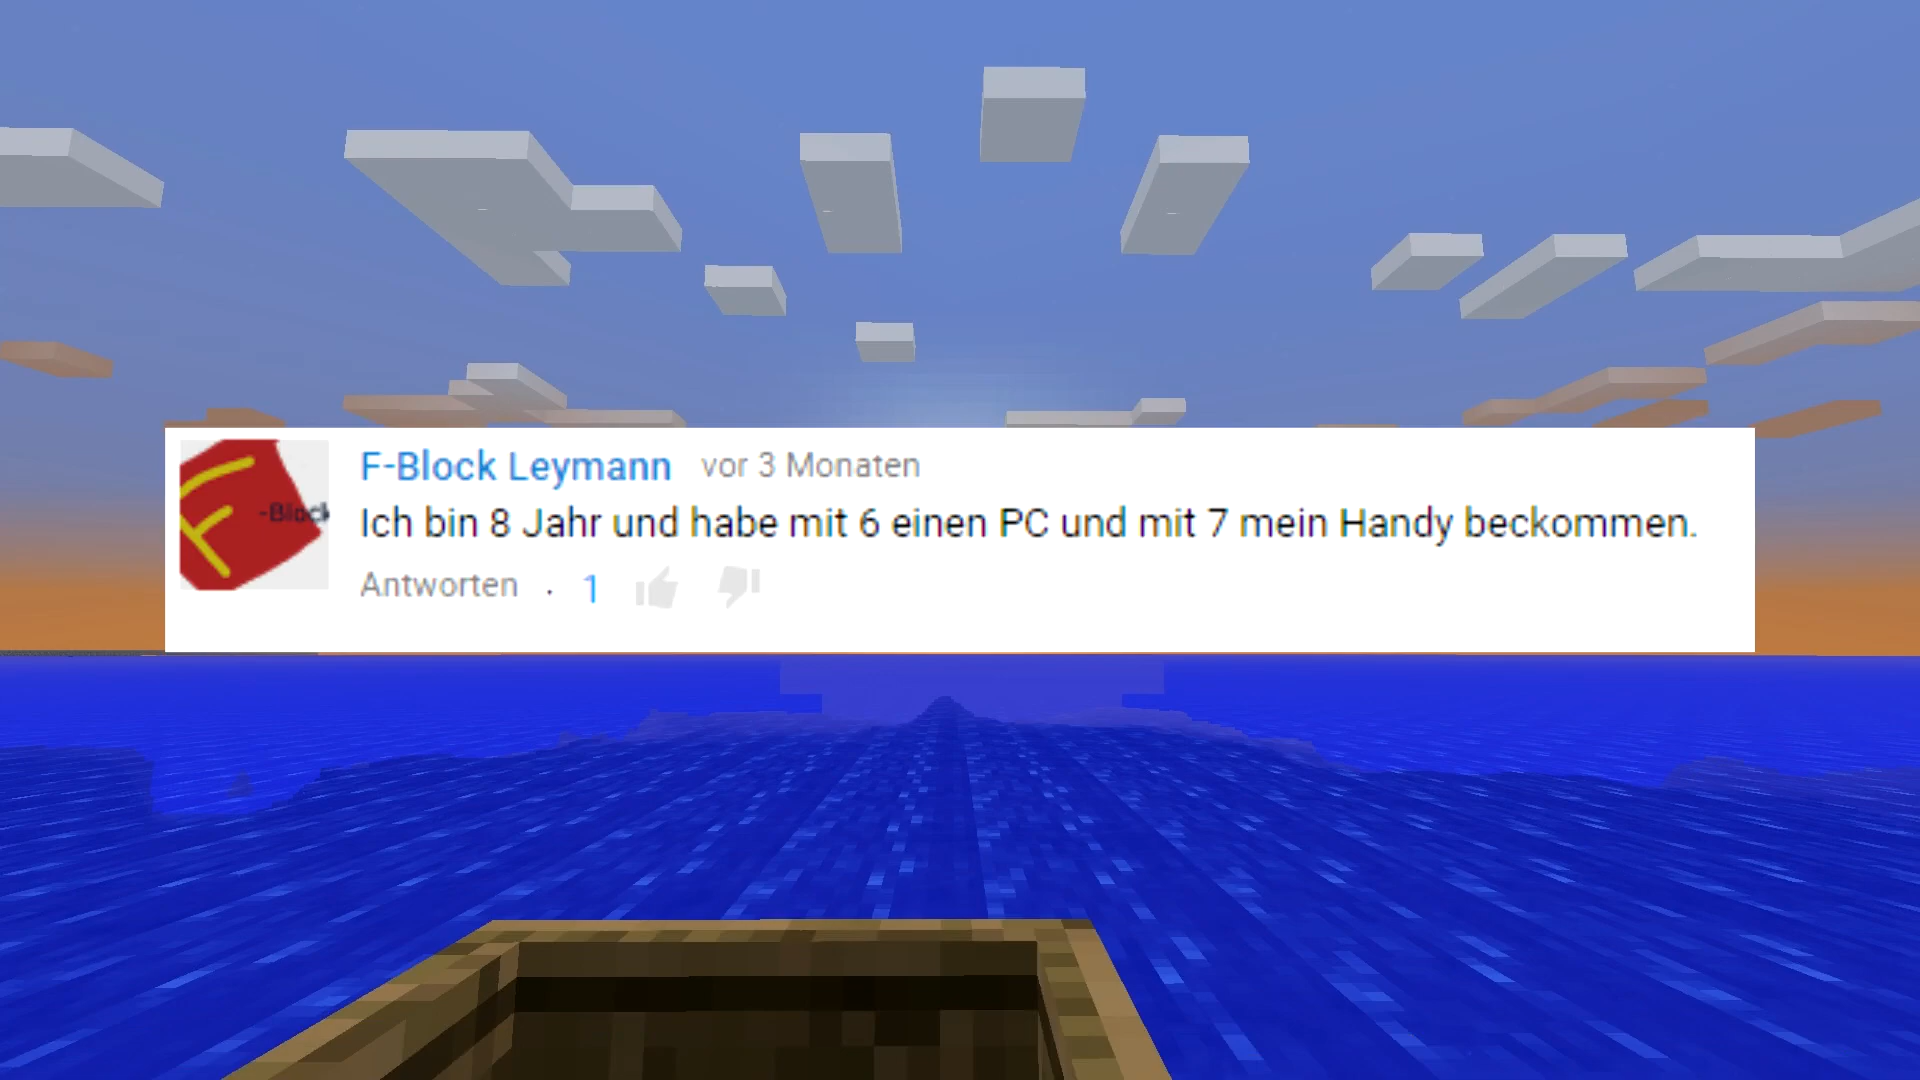 F-Block Leymann vor 3 Monaten
-Block
Ich bin 8 Jahr und habe mit 6 einen PC und mit 7 mein Handy beckommen.
Antworten · 1